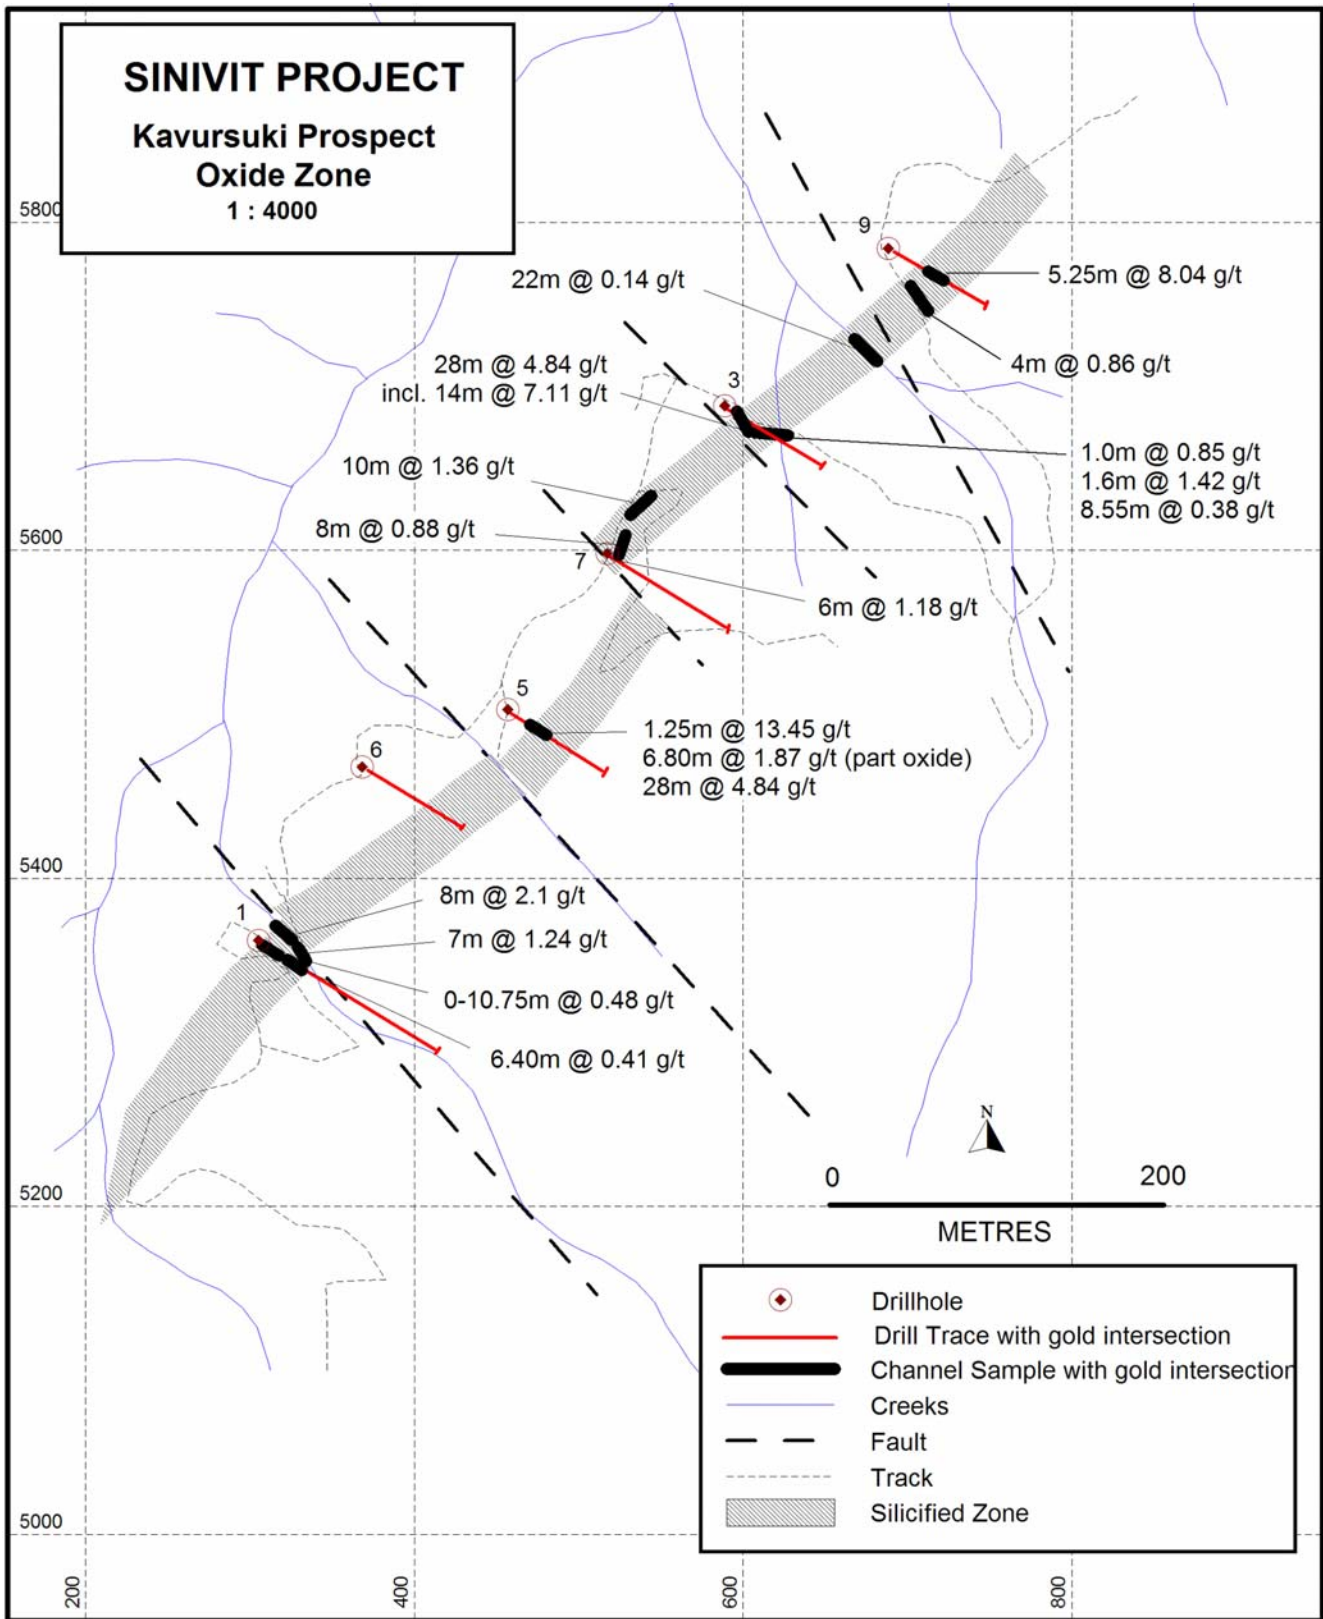 SINIVIT PROJECT
Kavursuki Prospect
Oxide Zone
1 : 4000
5800
9
22m @ 0.14 g/t
5.25m @ 8.04 g/t
28m @ 4.84 g/t
incl. 14m @ 7.11 g/t
3
4m @ 0.86 g/t
10m @ 1.36 g/t
1.0m @ 0.85 g/t
1.6m @ 1.42 g/t
8.55m @ 0.38 g/t
8m @ 0.88 g/t
5600
7
6m @ 1.18 g/t
5
1.25m @ 13.45 g/t
6.80m @ 1.87 g/t (part oxide)
28m @ 4.84 g/t
6
5400
8m @ 2.1 g/t
1
7m @ 1.24 g/t
0-10.75m @ 0.48 g/t
6.40m @ 0.41 g/t
N
5200
0 200
METRES
Drillhole
Drill Trace with gold intersection
Channel Sample with gold intersection
Creeks
Fault
Track
Silicified Zone
5000
200
400
600
800